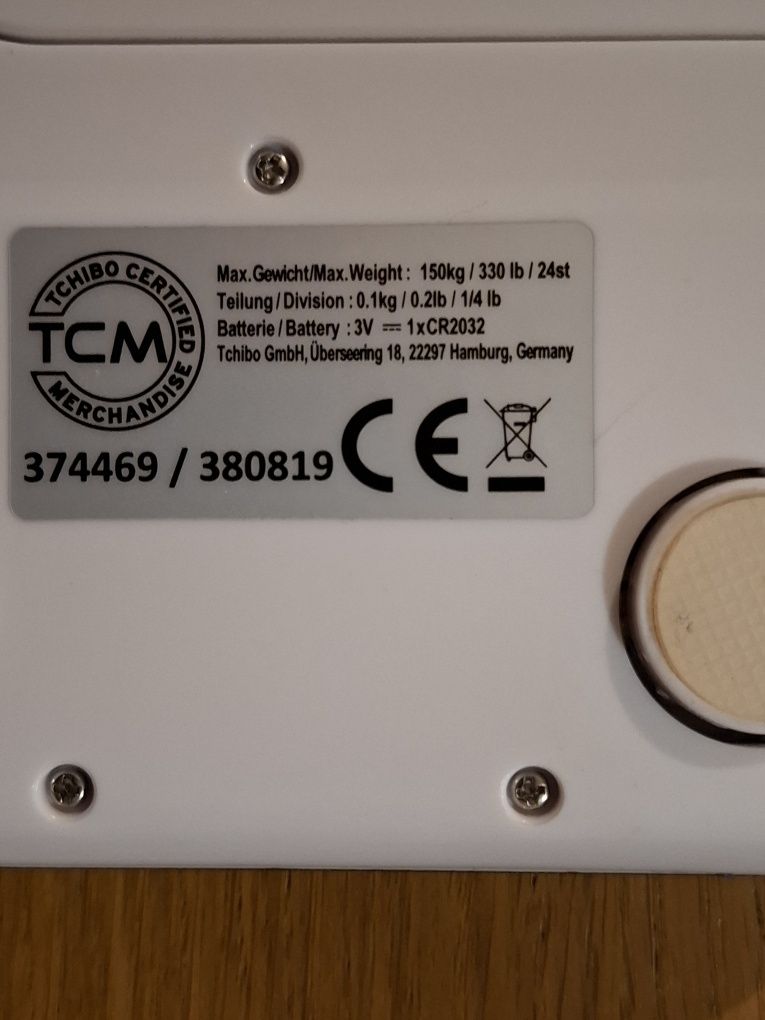 TCHIBO CERTIFIED
TCM
MERCHANDISE
Max.Gewicht/Max.Weight : 150kg / 330 lb / 24st
Teilung/Division : 0.1kg / 0.2lb / 1/4 lb
Batterie/Battery : 3V ⎓ 1xCR2032
Tchibo GmbH, Überseering 18, 22297 Hamburg, Germany
374469 / 380819
CE